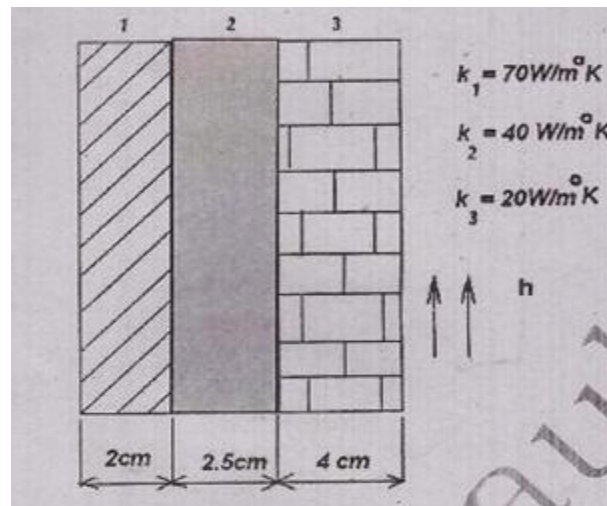 1 2 3
k₁ = 70W/m°K
k₂ = 40 W/m°K
k₃ = 20W/m°K
h
2cm 2.5cm 4 cm